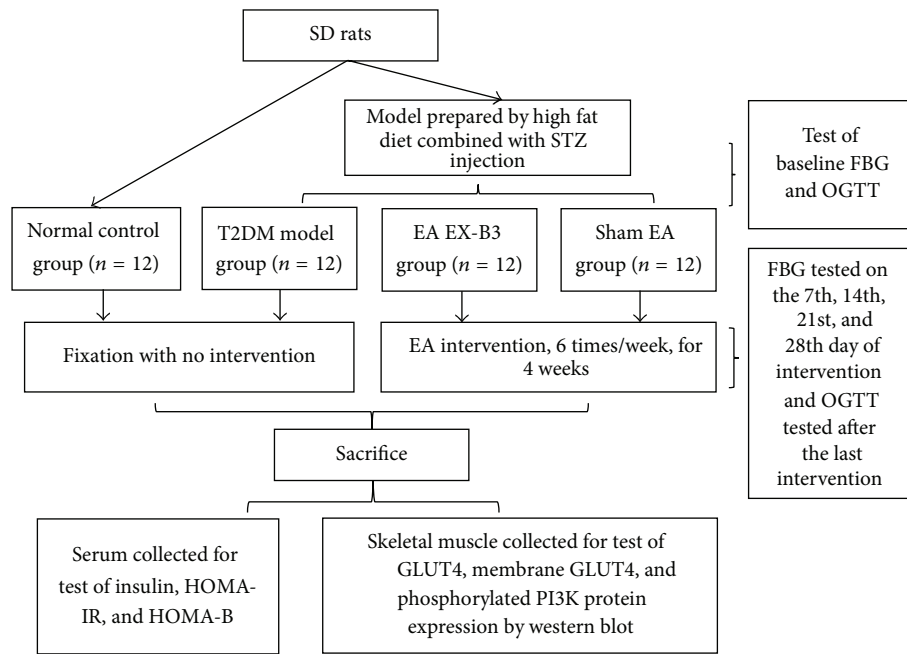 SD rats
Model prepared by high fat
diet combined with STZ
injection
Test of
baseline FBG
and OGTT
Normal control
group (n = 12)
T2DM model
group (n = 12)
EA EX-B3
group (n = 12)
Sham EA
group (n = 12)
FBG tested on
the 7th, 14th,
21st, and
28th day of
intervention
and OGTT
tested after
the last
intervention
Fixation with no intervention
EA intervention, 6 times/week, for
4 weeks
Sacrifice
Serum collected for
test of insulin, HOMA-
IR, and HOMA-B
Skeletal muscle collected for test of
GLUT4, membrane GLUT4, and
phosphorylated PI3K protein
expression by western blot